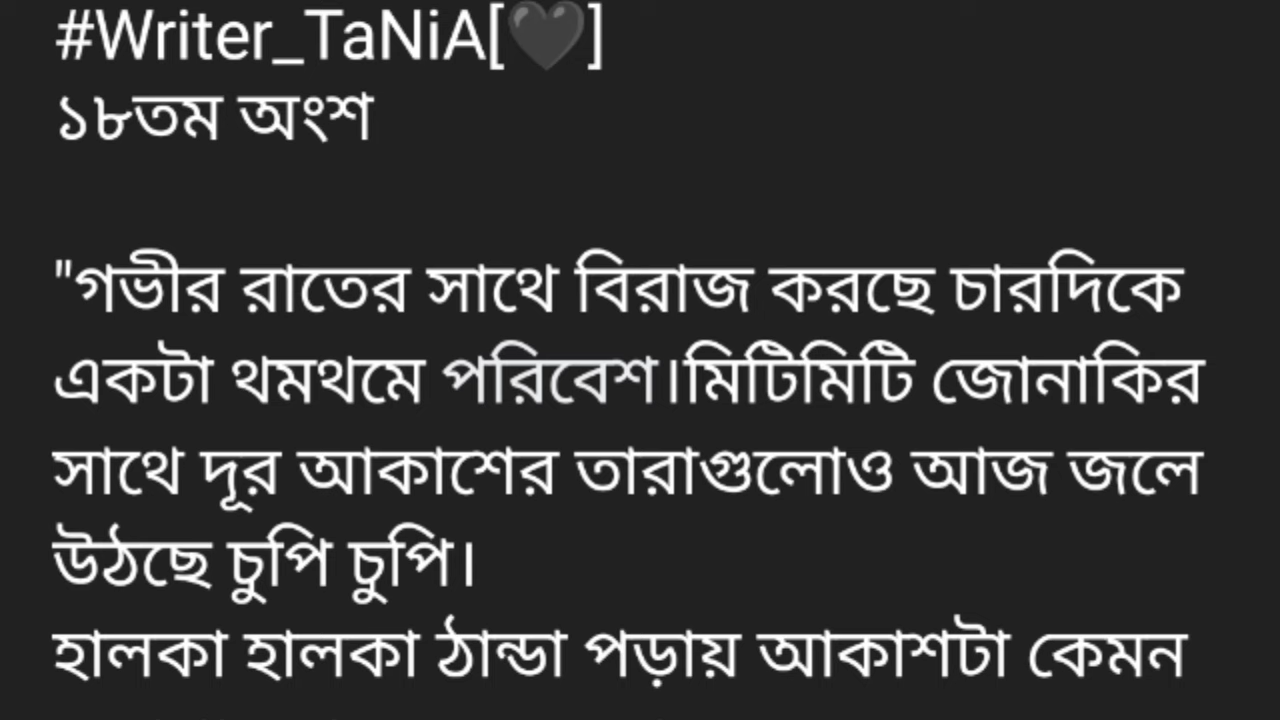 #Writer_TaNiA[🖤]
১৮তম অংশ
"গভীর রাতের সাথে বিরাজ করছে চারদিকে
একটা থমথমে পরিবেশ।মিটিমিটি জোনাকির
সাথে দূর আকাশের তারাগুলোও আজ জলে
উঠছে চুপি চুপি।
হালকা হালকা ঠান্ডা পড়ায় আকাশটা কেমন